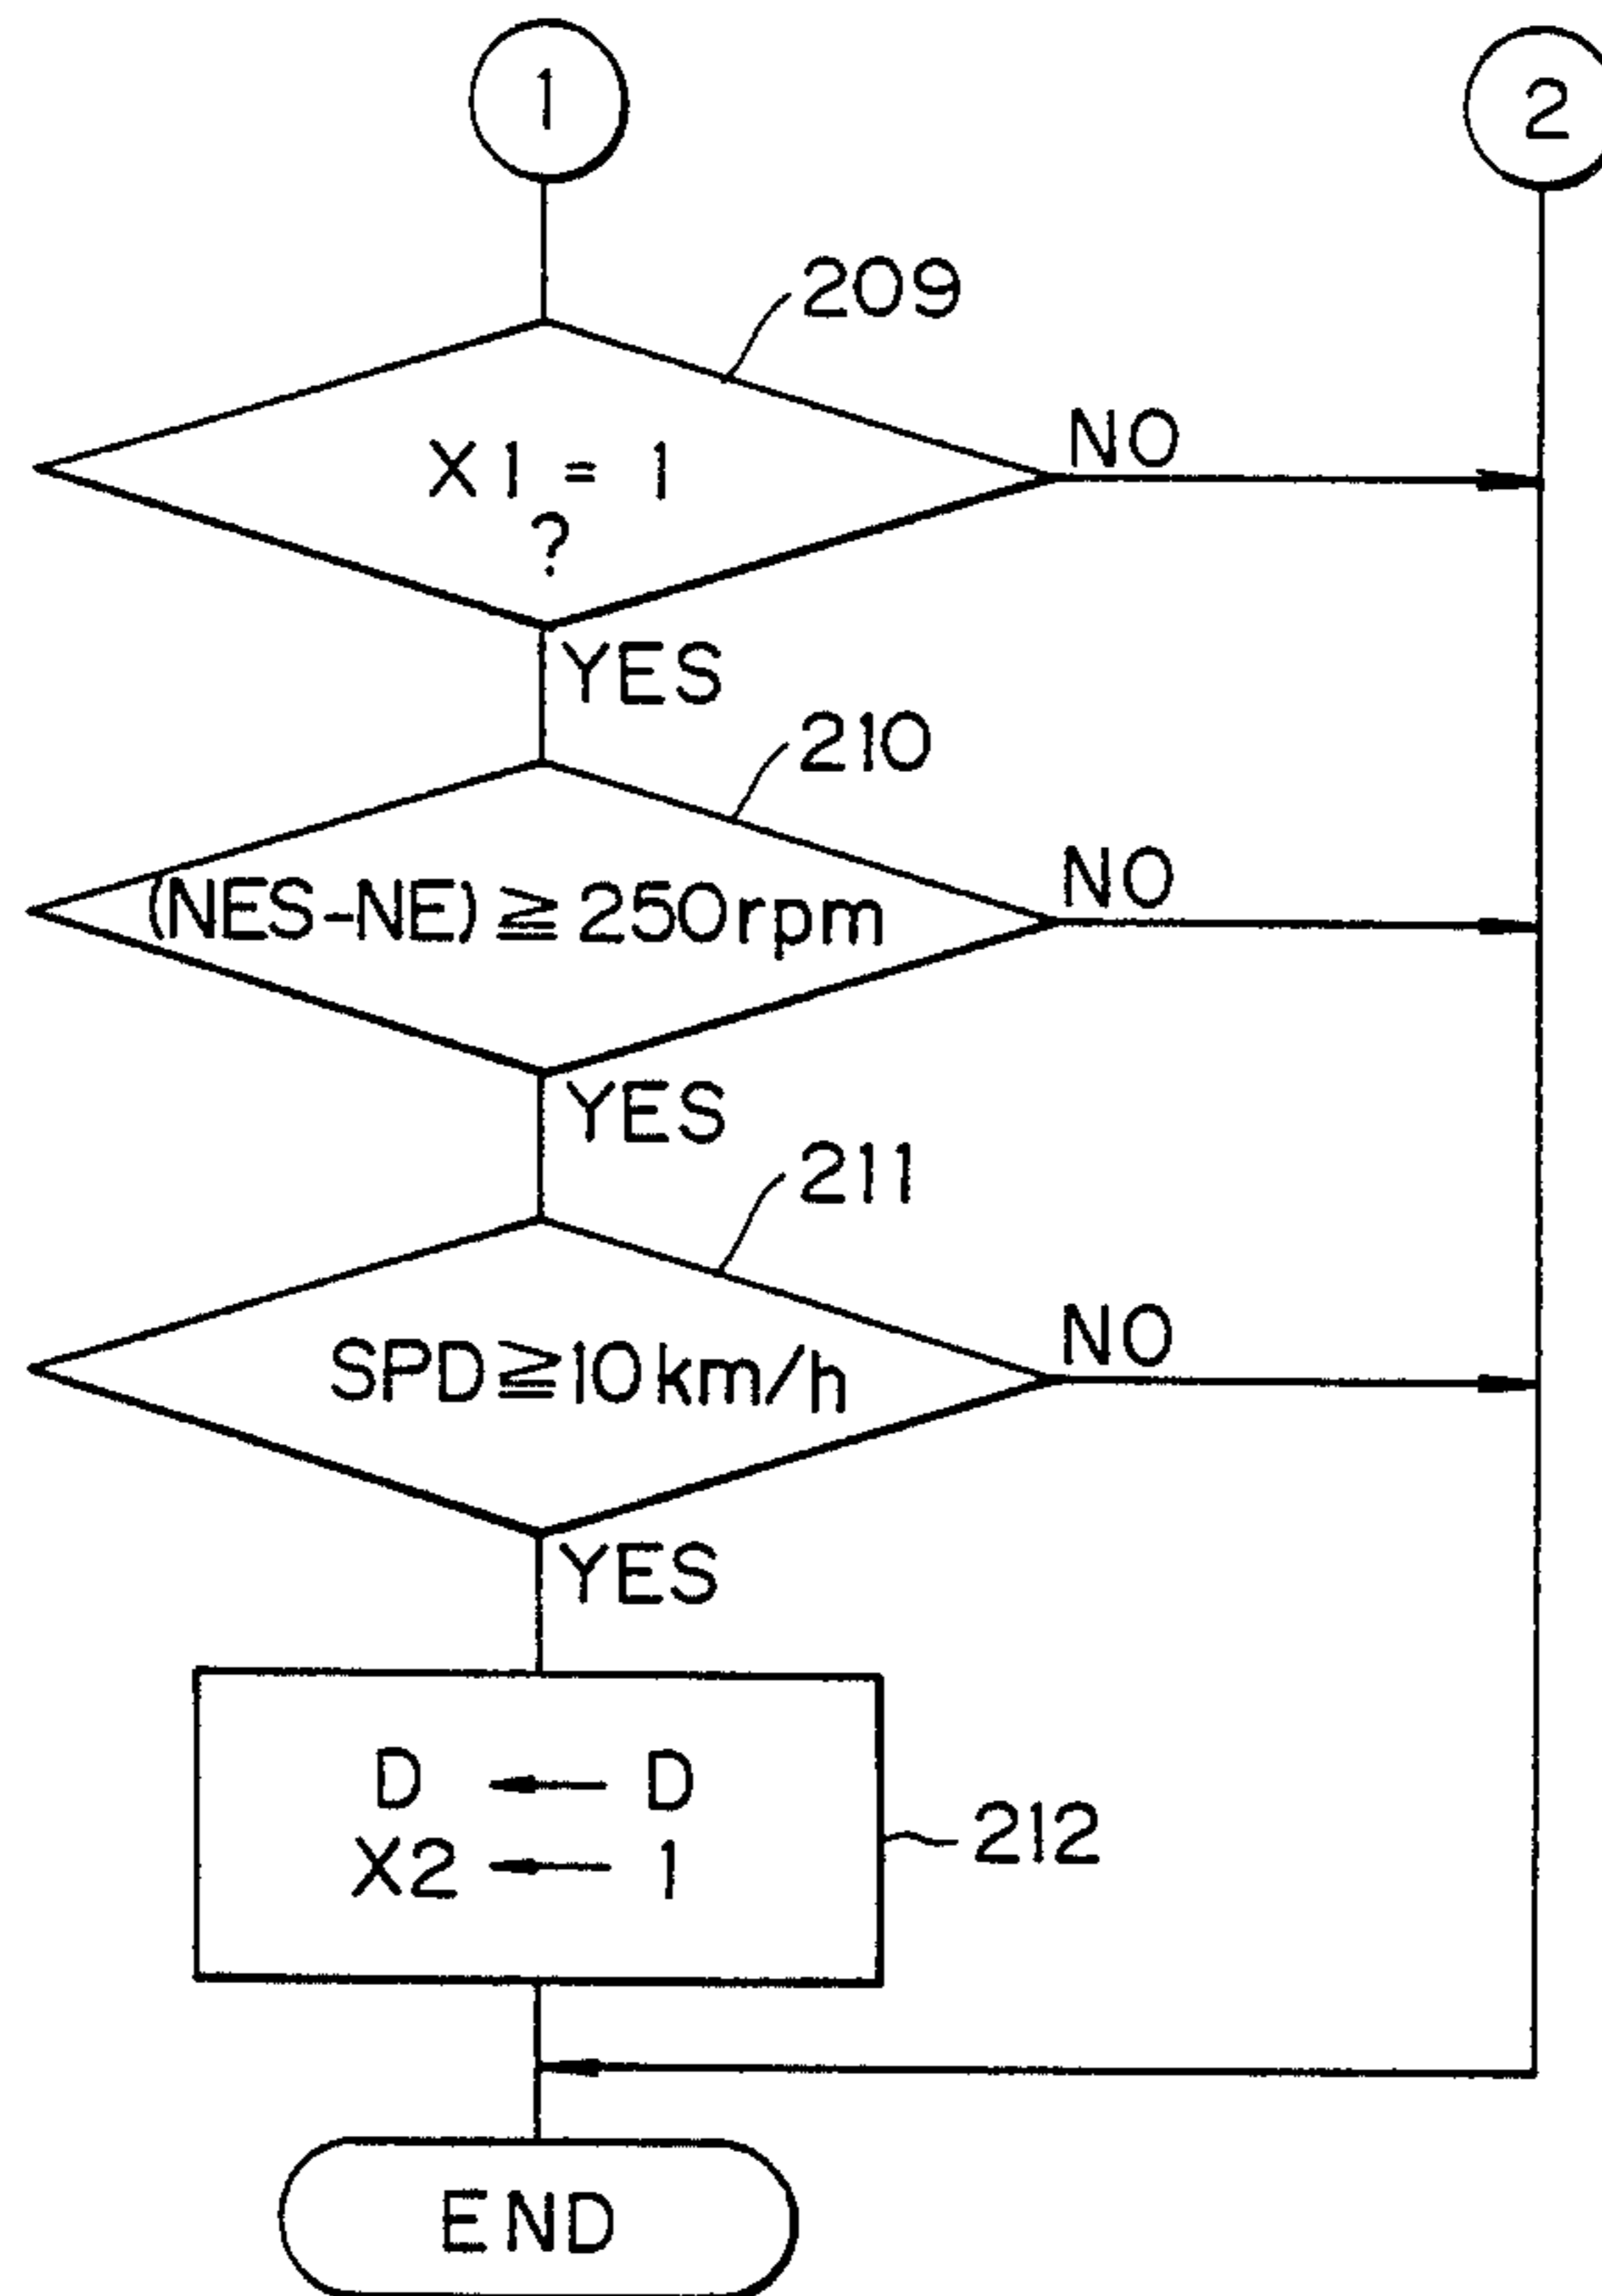 1
2
209
X1 = 1
?
NO
YES
210
(NES-NE) ≧ 250rpm
NO
YES
211
SPD ≧ 10km/h
NO
YES
D ← D
X2 ← 1
212
END